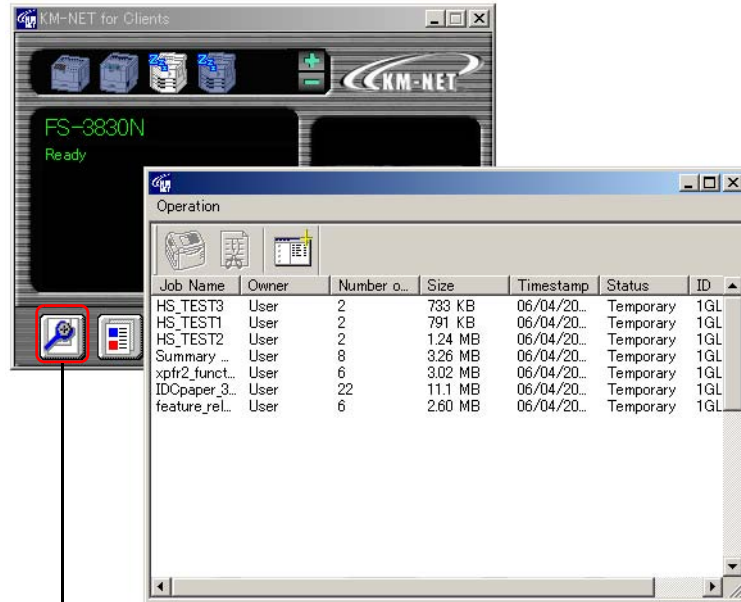 KM-NET for Clients
KM-NET
FS-3830N
Ready
Operation
Job Name Owner Number o... Size Timestamp Status ID
HS_TEST3 User 2 733 KB 06/04/20... Temporary 1GL
HS_TEST1 User 2 791 KB 06/04/20... Temporary 1GL
HS_TEST2 User 2 1.24 MB 06/04/20... Temporary 1GL
Summary ... User 8 3.26 MB 06/04/20... Temporary 1GL
xpfr2_funct... User 6 3.02 MB 06/04/20... Temporary 1GL
IDCpaper_3... User 22 11.1 MB 06/04/20... Temporary 1GL
feature_rel... User 6 2.60 MB 06/04/20... Temporary 1GL